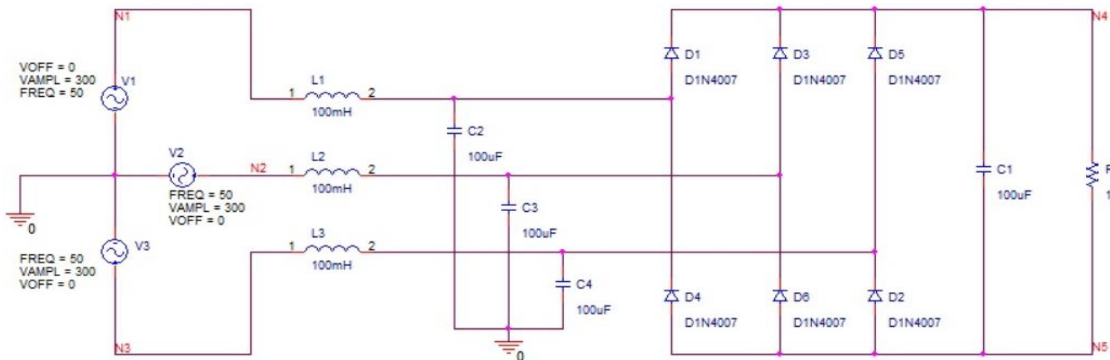 N1
N4
VOFF = 0
VAMPL = 300
FREQ = 50
V1
D1
D1N4007
D3
D1N4007
D5
D1N4007
1
L1
2
100mH
C2
100uF
V2
N2
1
L2
2
100mH
FREQ = 50
VAMPL = 300
VOFF = 0
0
C1
100uF
R
1
C3
100uF
V3
FREQ = 50
VAMPL = 300
VOFF = 0
1
L3
2
100mH
C4
100uF
D4
D1N4007
D6
D1N4007
D2
D1N4007
N3
0
N5